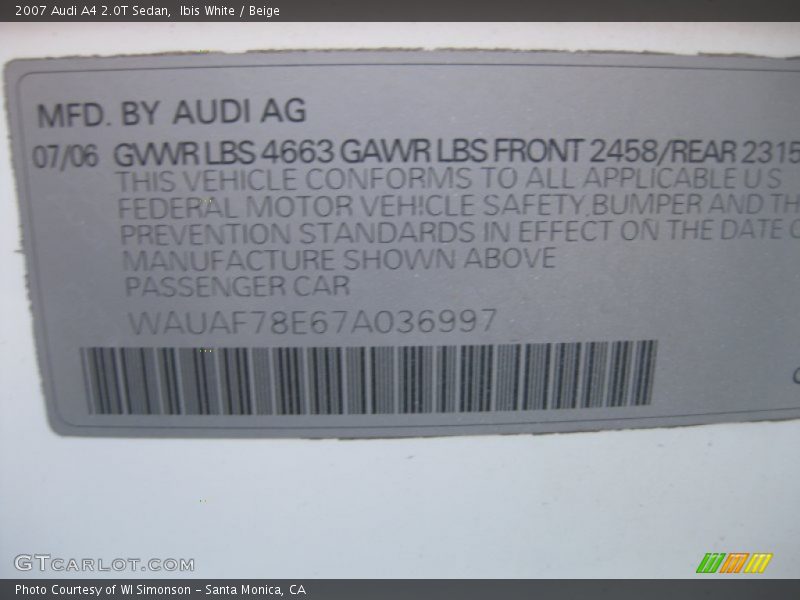 2007 Audi A4 2.0T Sedan, Ibis White / Beige
MFD. BY AUDI AG
07/06 GVWR LBS 4663 GAWR LBS FRONT 2458/REAR 2315
THIS VEHICLE CONFORMS TO ALL APPLICABLE U S
FEDERAL MOTOR VEHICLE SAFETY, BUMPER AND TH
PREVENTION STANDARDS IN EFFECT ON THE DATE O
MANUFACTURE SHOWN ABOVE
PASSENGER CAR
WAUAF78E67A036997
GTCARLOT.COM
Photo Courtesy of WI Simonson - Santa Monica, CA